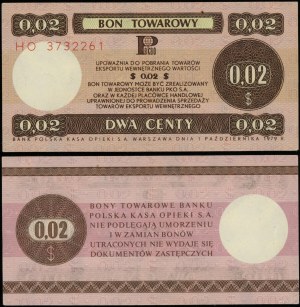 0,02 BON TOWAROWY 0,02
HO 3732261
UPOWAŻNIA DO POBRANIA TOWARÓW
EKSPORTU WEWNĘTRZNEGO WARTOŚCI
$ 0,02 $
BON TOWAROWY MOŻE BYĆ ZREALIZOWANY
W JEDNOSTCE BANKU PKO S.A.
ORAZ W KAŻDEJ PLACÓWCE HANDLOWEJ
UPRAWNIONEJ DO PROWADZENIA SPRZEDAŻY
TOWARÓW EKSPORTU WEWNĘTRZNEGO
0,02
$
0,02 DWA CENTY 0,02
BANK POLSKA KASA OPIEKI S.A. WARSZAWA DNIA 1 PAŹDZIERNIKA 1979 R.
0,02
$
BONY TOWAROWE BANKU
POLSKA KASA OPIEKI S.A.
NIE PODLEGAJĄ UMORZENIU
I W ZAMIAN BONÓW
UTRACONYCH NIE WYDAJE SIĘ
DOKUMENTÓW ZASTĘPCZYCH